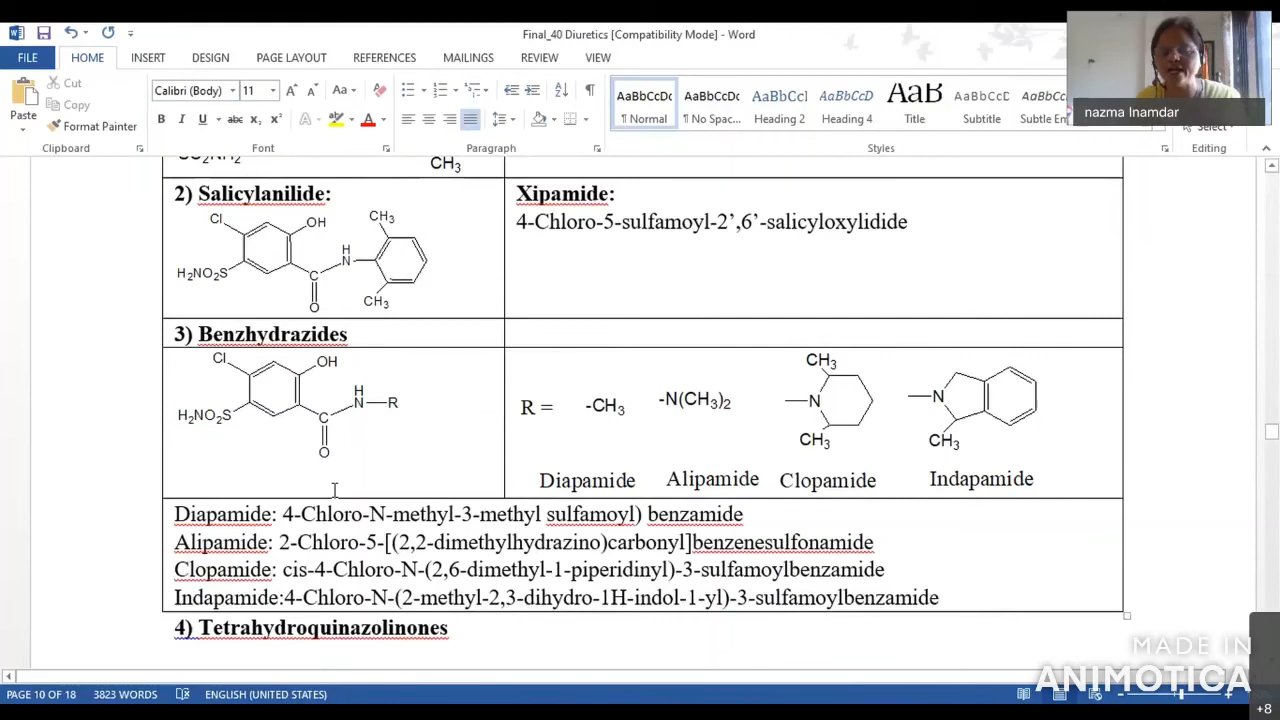 Final_40 Diuretics [Compatibility Mode] - Word
FILE HOME INSERT DESIGN PAGE LAYOUT REFERENCES MAILINGS REVIEW VIEW
nazma Inamdar
Cut
Copy
Format Painter
Paste
Clipboard
Calibri (Body) 11
Font
Paragraph
AaBbCcDc AaBbCcDc AaBbCcI AaBbCcDc AaB AaBbCcDc
¶ Normal ¶ No Spac... Heading 2 Heading 4 Title Subtitle
Styles
Select
Editing
SO2NH2 CH3
2) Salicylanilide:
Cl OH CH3
H N
H2NO2S C
O CH3
Xipamide:
4-Chloro-5-sulfamoyl-2’,6’-salicyloxylidide
3) Benzhydrazides
Cl OH
H N R
H2NO2S C
O
R = -CH3 -N(CH3)2
CH3 N CH3
N CH3
Diapamide Alipamide Clopamide Indapamide
Diapamide: 4-Chloro-N-methyl-3-methyl sulfamoyl) benzamide
Alipamide: 2-Chloro-5-[(2,2-dimethylhydrazino)carbonyl]benzenesulfonamide
Clopamide: cis-4-Chloro-N-(2,6-dimethyl-1-piperidinyl)-3-sulfamoylbenzamide
Indapamide:4-Chloro-N-(2-methyl-2,3-dihydro-1H-indol-1-yl)-3-sulfamoylbenzamide
4) Tetrahydroquinazolinones
MADE IN
ANIMOTICA
PAGE 10 OF 18 3823 WORDS ENGLISH (UNITED STATES)
+8